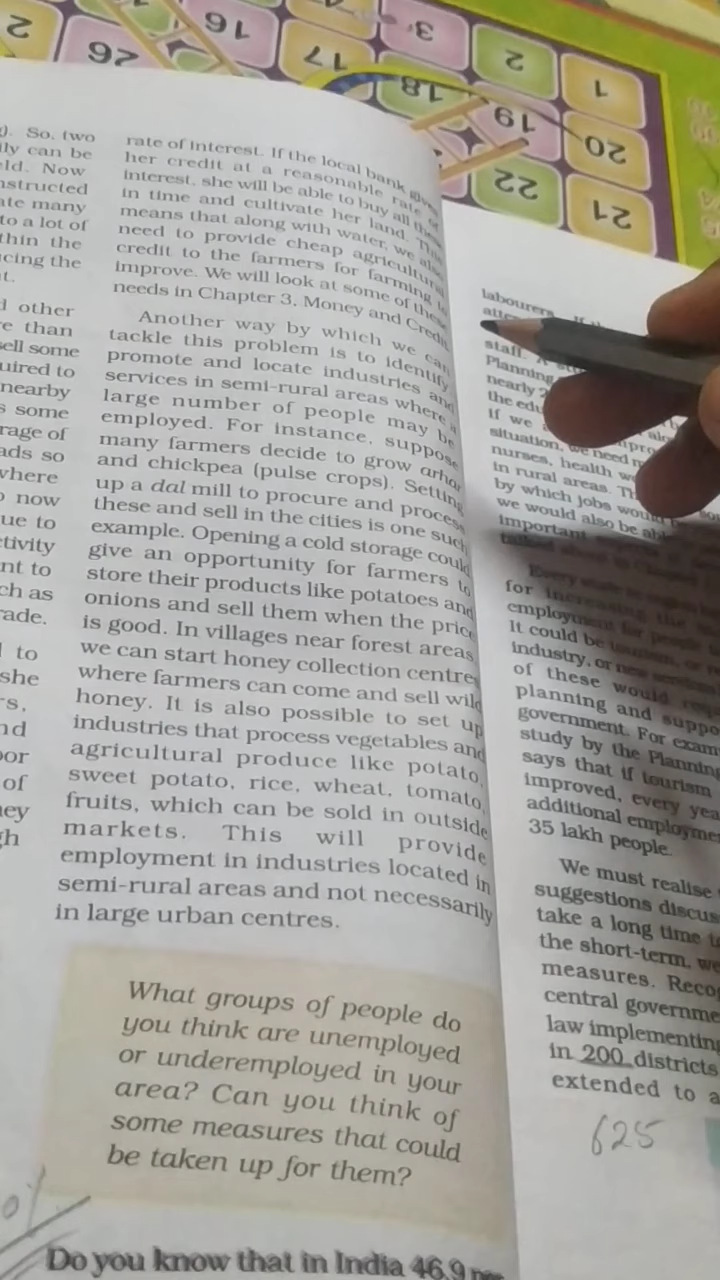 2
26
16
17
3
18
2
19
1
20
22
21
). So, two
ily can be
eld. Now
nstructed
ate many
to a lot of
thin the
cing the
t.
d other
re than
sell some
uired to
nearby
s some
rage of
ads so
where
o now
ue to
ctivity
nt to
ch as
rade.
l to
she
rs,
nd
oor
of
ney
gh
rate of interest. If the local bank
her credit at a reasonable rate of
interest, she will be able to buy all these
in time and cultivate her land. This
means that along with water, we also
need to provide cheap agricultural
credit to the farmers for farming to
improve. We will look at some of these
needs in Chapter 3, Money and Credit
Another way by which we can
tackle this problem is to identify
promote and locate industries and
services in semi-rural areas where a
large number of people may be
employed. For instance, suppose
many farmers decide to grow arhar
and chickpea (pulse crops). Setting
up a dal mill to procure and process
these and sell in the cities is one such
example. Opening a cold storage could
give an opportunity for farmers to
store their products like potatoes and
onions and sell them when the price
is good. In villages near forest areas
we can start honey collection centre
where farmers can come and sell wild
honey. It is also possible to set up
industries that process vegetables and
agricultural produce like potato,
sweet potato, rice, wheat, tomato,
fruits, which can be sold in outside
markets. This will provide
employment in industries located in
semi-rural areas and not necessarily
in large urban centres.
What groups of people do
you think are unemployed
or underemployed in your
area? Can you think of
some measures that could
be taken up for them?
Do you know that in India 46.9
labourers.
staff. A
Planning
nearly
the edu
if we
situation, we need
nurses, health
in rural areas.
by which jobs would
we would also be
important
Every
for increasing the
employment for people
It could be tourism, or
industry, or new services
of these would
planning and suppo
government. For exam
study by the Planning
says that if tourism
improved, every yea
additional employme
35 lakh people.
We must realise
suggestions discus
take a long time
the short-term, we
measures. Reco
central governme
law implementing
in 200 districts
extended to a
625